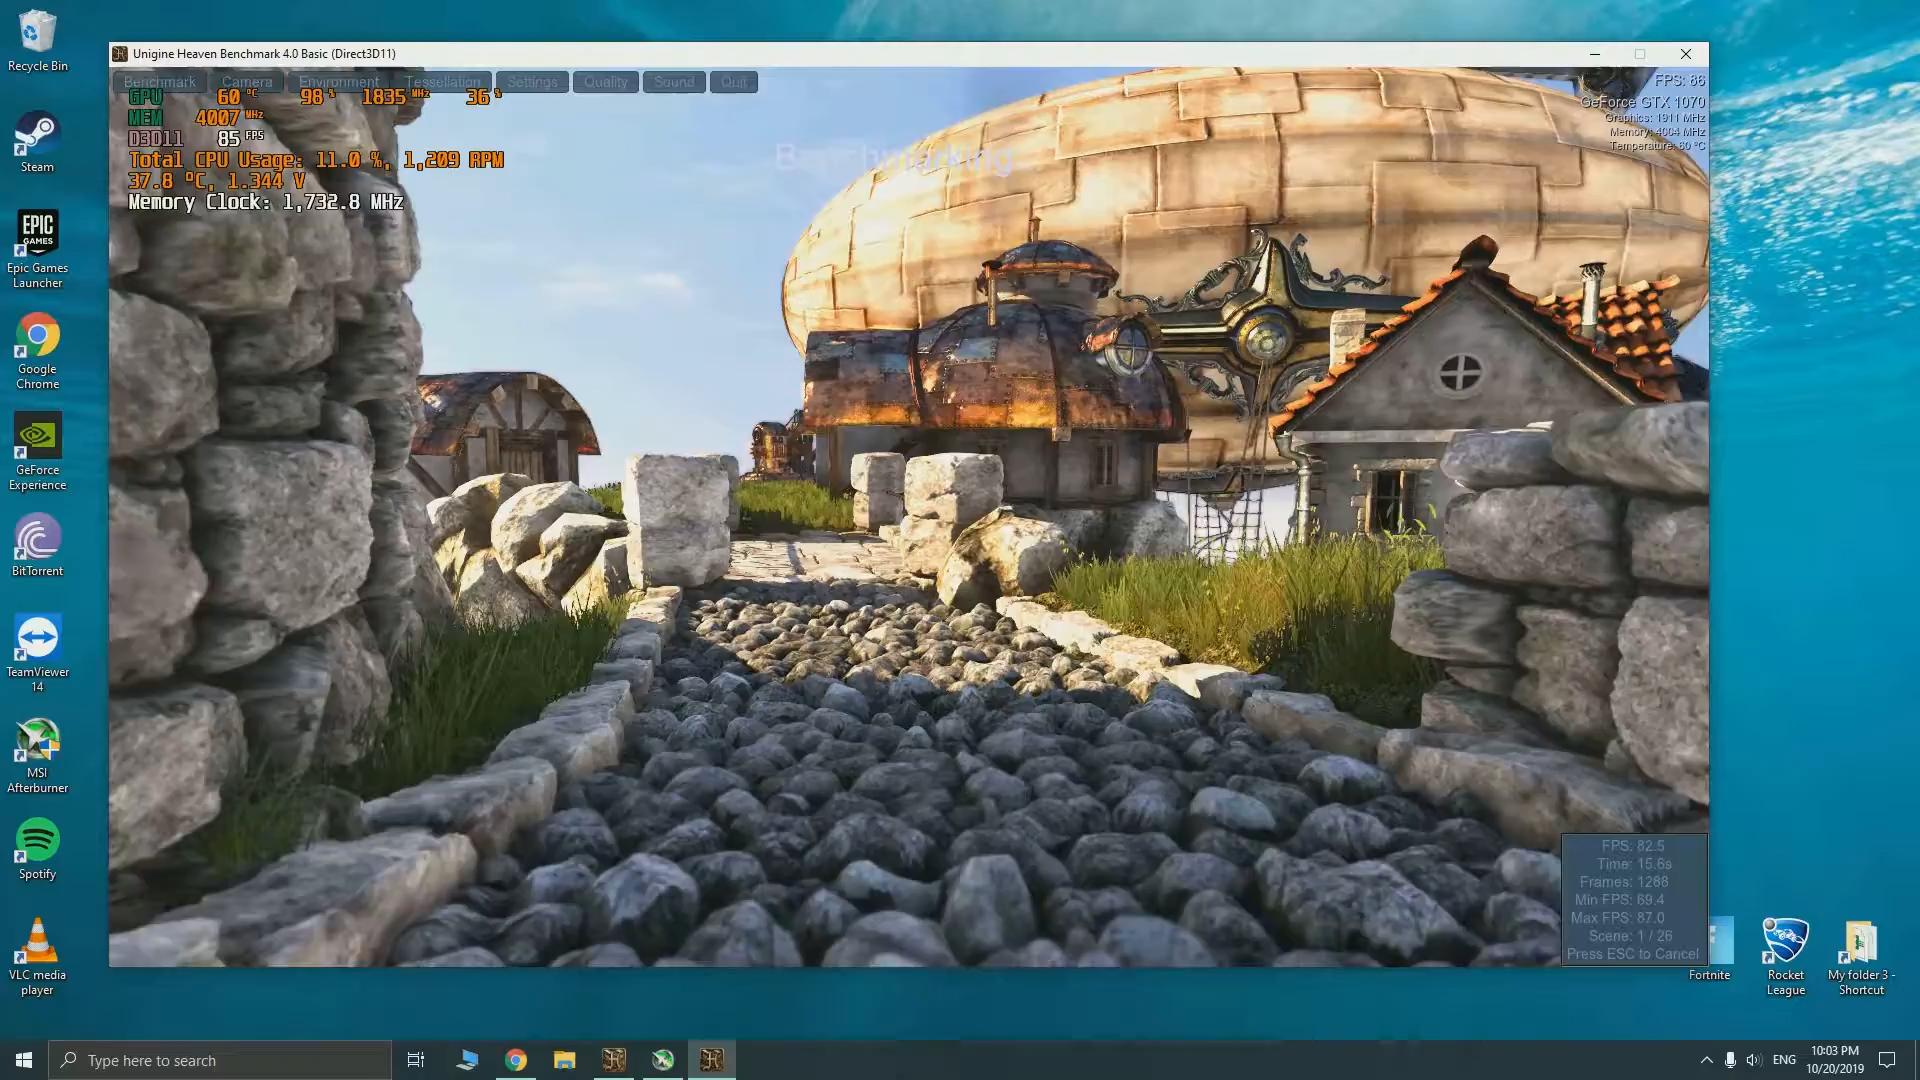 Recycle Bin
Steam
EPIC
GAMES
Epic Games
Launcher
Google
Chrome
GeForce
Experience
BitTorrent
TeamViewer
14
MSI
Afterburner
Spotify
VLC media
player
Unigine Heaven Benchmark 4.0 Basic (Direct3D11)
Benchmark Camera Environment Tessellation Settings Quality Sound Quit
GPU 60 °C 98 % 1835 MHz 36 %
MEM 4007 MHz
D3D11 85 FPS
Total CPU Usage: 11.0 %, 1,209 RPM
37.8 °C, 1.344 V
Memory Clock: 1,732.8 MHz
Benchmarking
FPS: 86
GeForce GTX 1070
Graphics: 1911 MHz
Memory: 4004 MHz
Temperature: 60 °C
FPS: 82.5
Time: 15.6s
Frames: 1288
Min FPS: 69.4
Max FPS: 87.0
Scene: 1 / 26
Press ESC to Cancel
Fortnite
Rocket
League
My folder 3 -
Shortcut
Type here to search
ENG
10:03 PM
10/20/2019